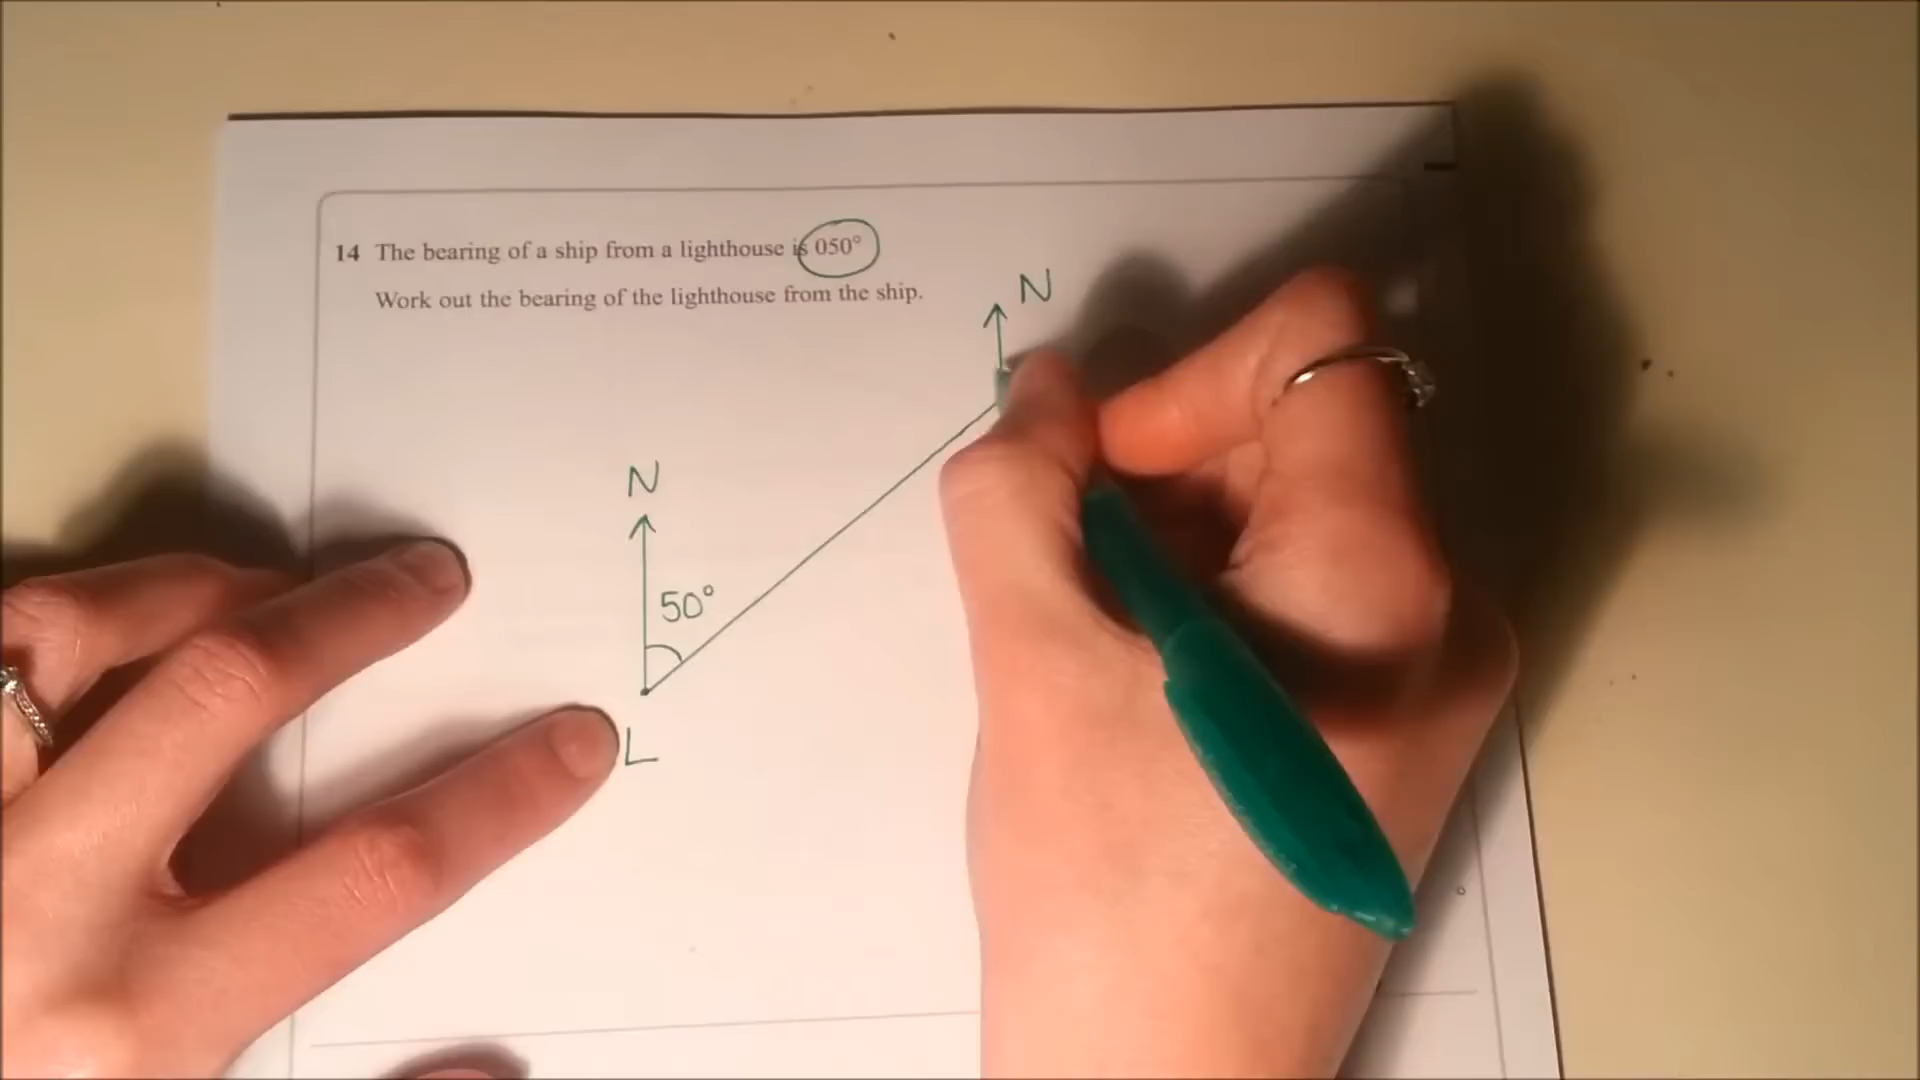 14 The bearing of a ship from a lighthouse is 050°
Work out the bearing of the lighthouse from the ship.
N
N
50°
L